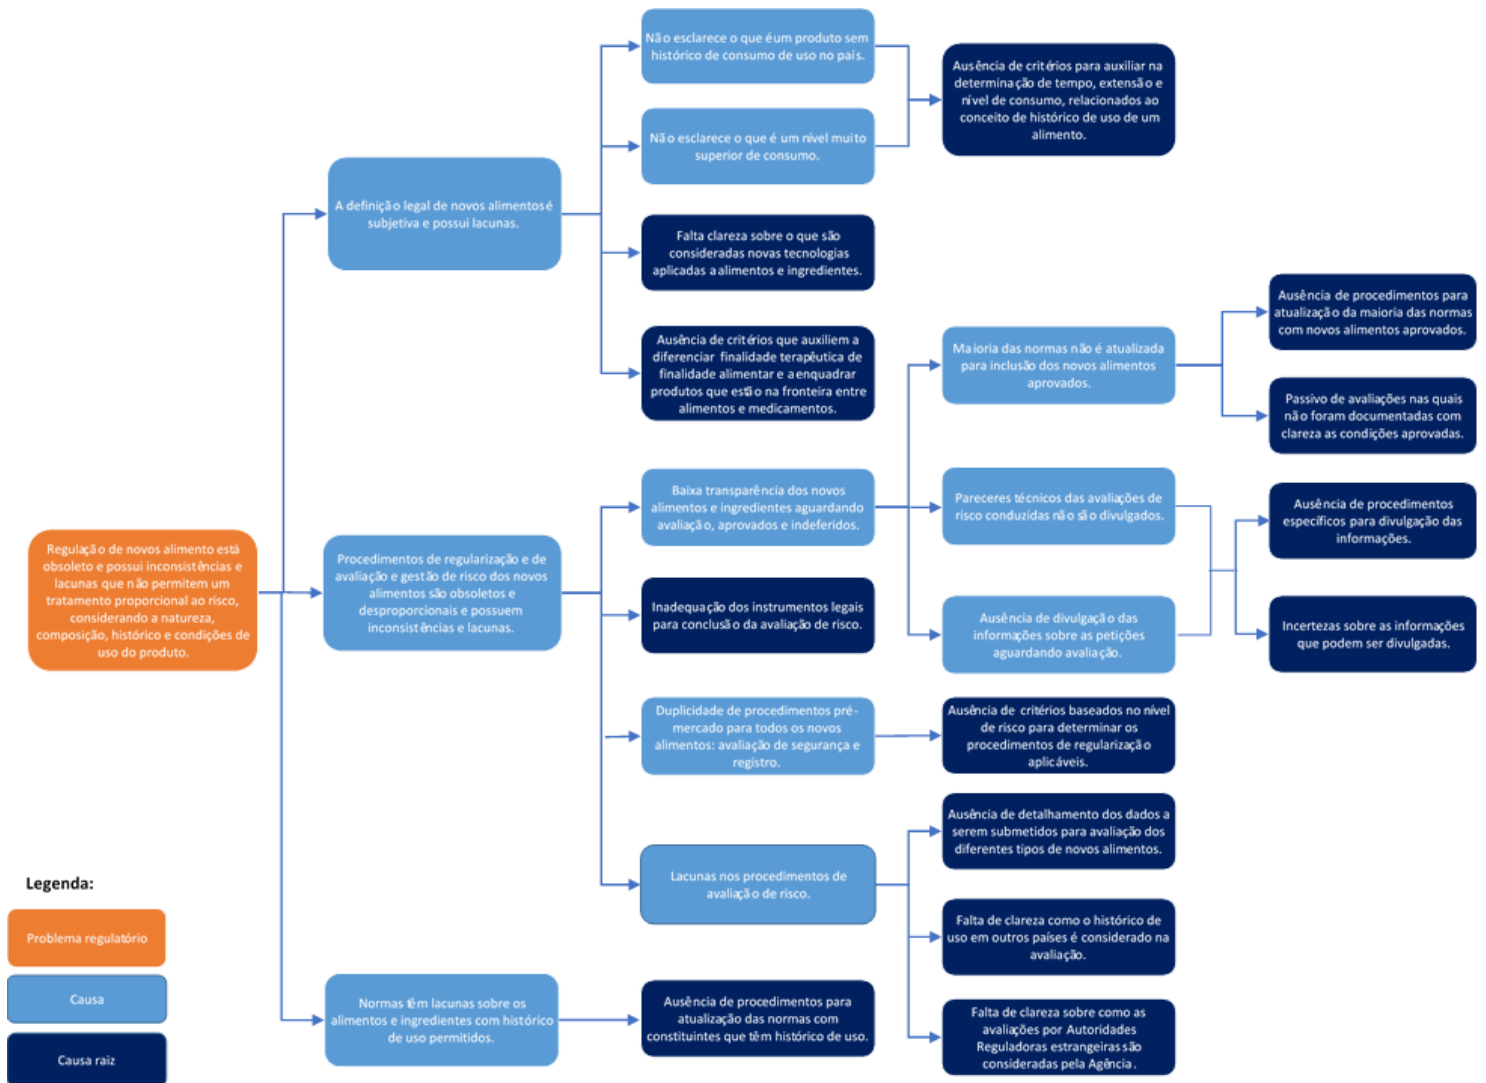 Não esclarece o que é um produto sem
histórico de consumo de uso no país.
Não esclarece o que é um nível muito
superior de consumo.
Ausência de critérios para auxiliar na
determinação de tempo, extensão e
nível de consumo, relacionados ao
conceito de histórico de uso de um
alimento.
A definição legal de novos alimentos é
subjetiva e possui lacunas.
Falta clareza sobre o que são
consideradas novas tecnologias
aplicadas a alimentos e ingredientes.
Ausência de critérios que auxiliem a
diferenciar finalidade terapêutica de
finalidade alimentar e a enquadrar
produtos que estão na fronteira entre
alimentos e medicamentos.
Maioria das normas não é atualizada
para inclusão dos novos alimentos
aprovados.
Ausência de procedimentos para
atualização da maioria das normas
com novos alimentos aprovados.
Passivo de avaliações nas quais
não foram documentadas com
clareza as condições aprovadas.
Baixa transparência dos novos
alimentos e ingredientes aguardando
avaliação, aprovados e indeferidos.
Pareceres técnicos das avaliações de
risco conduzidas não são divulgados.
Ausência de procedimentos
específicos para divulgação das
informações.
Regulação de novos alimento está
obsoleto e possui inconsistências e
lacunas que não permitem um
tratamento proporcional ao risco,
considerando a natureza,
composição, histórico e condições de
uso do produto.
Procedimentos de regularização e de
avaliação e gestão de risco dos novos
alimentos são obsoletos e
desproporcionais e possuem
inconsistências e lacunas.
Inadequação dos instrumentos legais
para conclusão da avaliação de risco.
Ausência de divulgação das
informações sobre as petições
aguardando avaliação.
Incertezas sobre as informações
que podem ser divulgadas.
Duplicidade de procedimentos pré-
mercado para todos os novos
alimentos: avaliação de segurança e
registro.
Ausência de critérios baseados no nível
de risco para determinar os
procedimentos de regularização
aplicáveis.
Lacunas nos procedimentos de
avaliação de risco.
Ausência de detalhamento dos dados a
serem submetidos para avaliação dos
diferentes tipos de novos alimentos.
Falta de clareza como o histórico de
uso em outros países é considerado na
avaliação.
Falta de clareza sobre como as
avaliações por Autoridades
Reguladoras estrangeiras são
consideradas pela Agência.
Normas têm lacunas sobre os
alimentos e ingredientes com histórico
de uso permitidos.
Ausência de procedimentos para
atualização das normas com
constituintes que têm histórico de uso.
Legenda:
Problema regulatório
Causa
Causa raiz